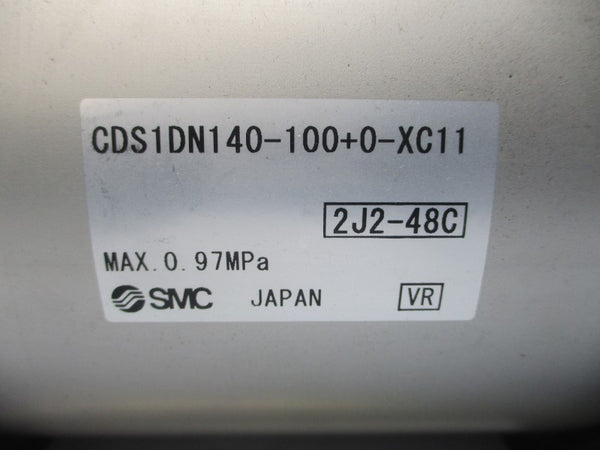 CDS1DN140-100+0-XC11
2J2-48C
MAX.0.97MPa
SMC JAPAN VR